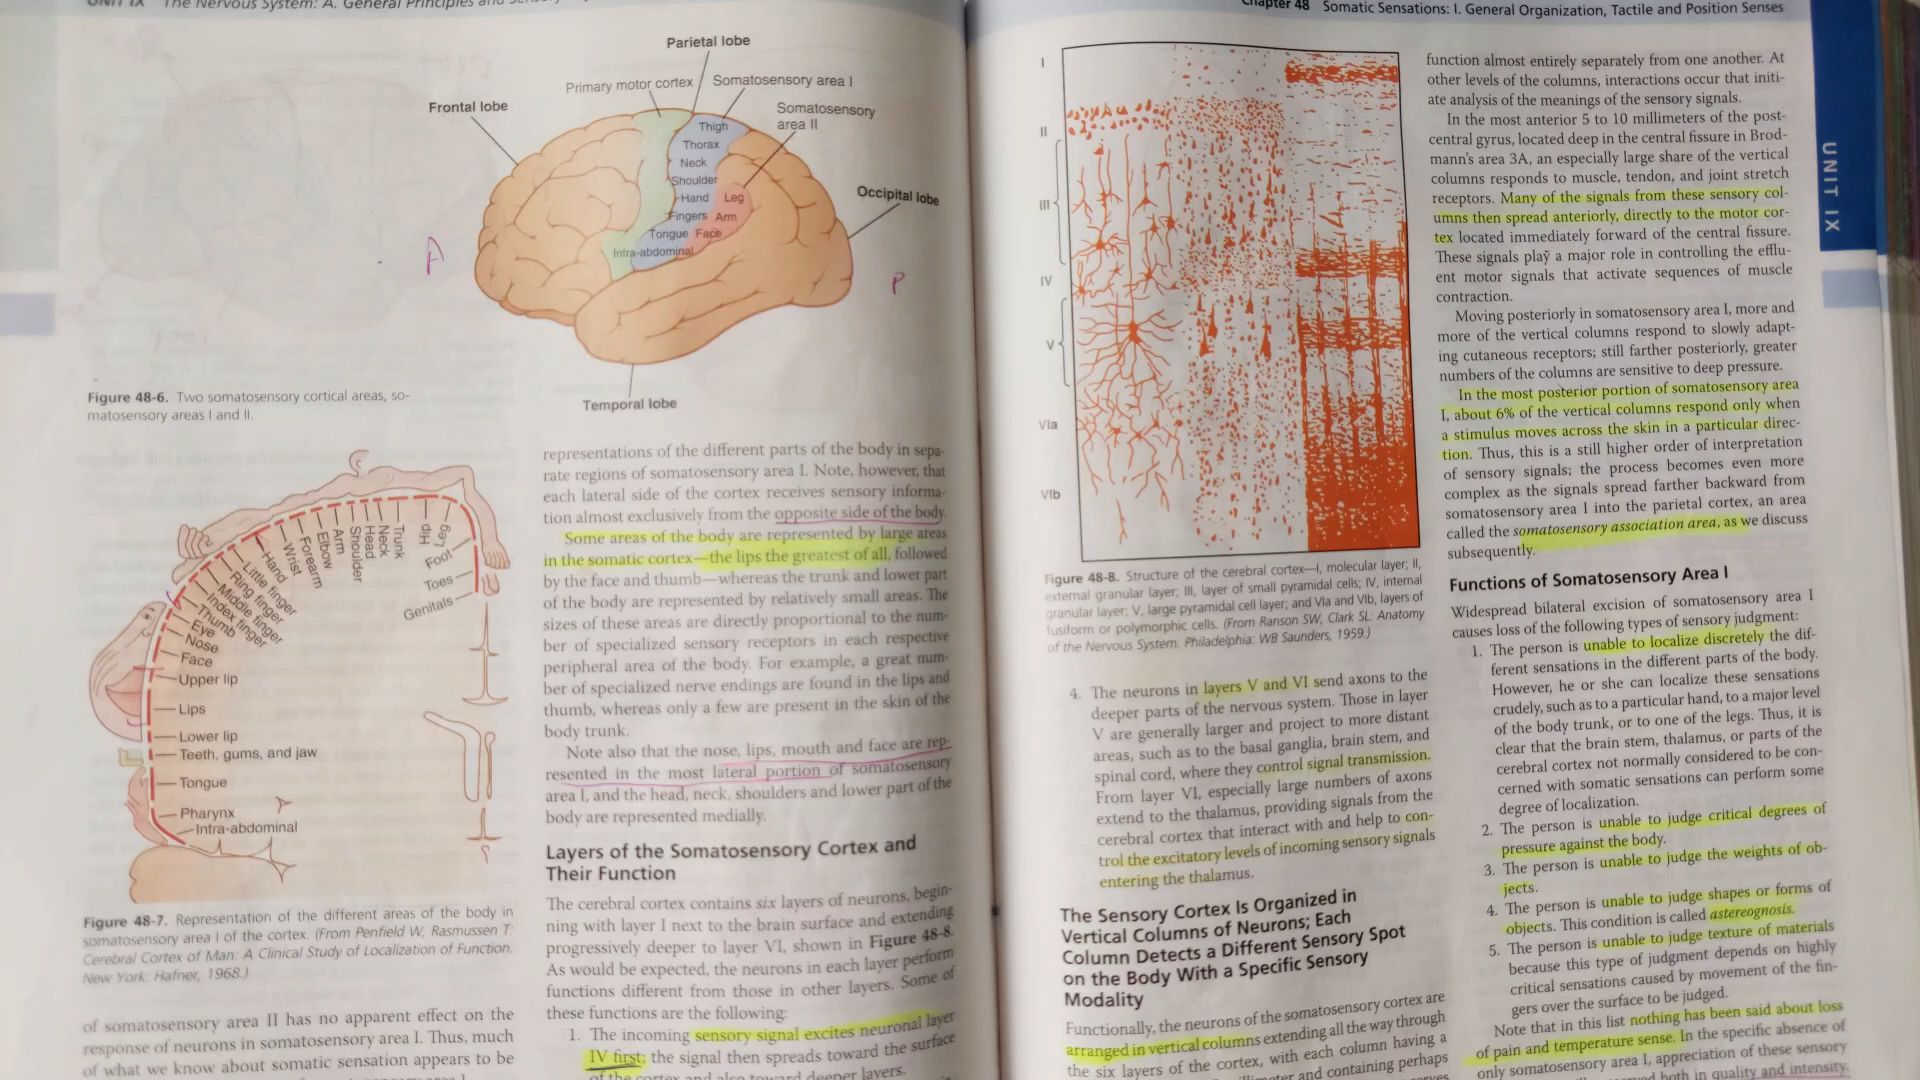 UNIT IX The Nervous System: A. General Principles and
Parietal lobe
Primary motor cortex
Somatosensory area I
Frontal lobe
Somatosensory
area II
Thigh
Thorax
Neck
Shoulder
Hand
Leg
Fingers
Arm
Tongue
Face
Intra-abdominal
Occipital lobe
A
P
Temporal lobe
Figure 48-6. Two somatosensory cortical areas, so-
matosensory areas I and II.
Leg
Hip
Trunk
Neck
Head
Shoulder
Arm
Elbow
Forearm
Wrist
Hand
Little finger
Ring finger
Middle finger
Index finger
Thumb
Eye
Nose
Face
Upper lip
Lips
Lower lip
Teeth, gums, and jaw
Tongue
Pharynx
Intra-abdominal
Foot
Toes
Genitals
Figure 48-7. Representation of the different areas of the body in
somatosensory area I of the cortex. (From Penfield W, Rasmussen T:
Cerebral Cortex of Man: A Clinical Study of Localization of Function.
New York: Hafner, 1968.)
of somatosensory area II has no apparent effect on the
response of neurons in somatosensory area I. Thus, much
of what we know about somatic sensation appears to be
representations of the different parts of the body in sepa-
rate regions of somatosensory area I. Note, however, that
each lateral side of the cortex receives sensory informa-
tion almost exclusively from the opposite side of the body.
Some areas of the body are represented by large areas
in the somatic cortex—the lips the greatest of all, followed
by the face and thumb—whereas the trunk and lower part
of the body are represented by relatively small areas. The
sizes of these areas are directly proportional to the num-
ber of specialized sensory receptors in each respective
peripheral area of the body. For example, a great num-
ber of specialized nerve endings are found in the lips and
thumb, whereas only a few are present in the skin of the
body trunk.
Note also that the nose, lips, mouth and face are rep-
resented in the most lateral portion of somatosensory
area I, and the head, neck, shoulders and lower part of the
body are represented medially.
Layers of the Somatosensory Cortex and
Their Function
The cerebral cortex contains six layers of neurons, begin-
ning with layer I next to the brain surface and extending
progressively deeper to layer VI, shown in Figure 48-8.
As would be expected, the neurons in each layer perform
functions different from those in other layers. Some of
these functions are the following:
1. The incoming sensory signal excites neuronal layer
IV first; the signal then spreads toward the surface
of the cortex and also toward deeper layers.
Chapter 48 Somatic Sensations: I. General Organization, Tactile and Position Senses
UNIT IX
I
II
III
IV
V
VIa
VIb
Figure 48-8. Structure of the cerebral cortex—I, molecular layer; II,
external granular layer; III, layer of small pyramidal cells; IV, internal
granular layer; V, large pyramidal cell layer; and VIa and VIb, layers of
fusiform or polymorphic cells. (From Ranson SW, Clark SL: Anatomy
of the Nervous System. Philadelphia: WB Saunders, 1959.)
4. The neurons in layers V and VI send axons to the
deeper parts of the nervous system. Those in layer
V are generally larger and project to more distant
areas, such as to the basal ganglia, brain stem, and
spinal cord, where they control signal transmission.
From layer VI, especially large numbers of axons
extend to the thalamus, providing signals from the
cerebral cortex that interact with and help to con-
trol the excitatory levels of incoming sensory signals
entering the thalamus.
The Sensory Cortex Is Organized in
Vertical Columns of Neurons; Each
Column Detects a Different Sensory Spot
on the Body With a Specific Sensory
Modality
Functionally, the neurons of the somatosensory cortex are
arranged in vertical columns extending all the way through
the six layers of the cortex, with each column having a
and containing perhaps
function almost entirely separately from one another. At
other levels of the columns, interactions occur that initi-
ate analysis of the meanings of the sensory signals.
In the most anterior 5 to 10 millimeters of the post-
central gyrus, located deep in the central fissure in Brod-
mann's area 3A, an especially large share of the vertical
columns responds to muscle, tendon, and joint stretch
receptors. Many of the signals from these sensory col-
umns then spread anteriorly, directly to the motor cor-
tex located immediately forward of the central fissure.
These signals play a major role in controlling the efflu-
ent motor signals that activate sequences of muscle
contraction.
Moving posteriorly in somatosensory area I, more and
more of the vertical columns respond to slowly adapt-
ing cutaneous receptors; still farther posteriorly, greater
numbers of the columns are sensitive to deep pressure.
In the most posterior portion of somatosensory area
I, about 6% of the vertical columns respond only when
a stimulus moves across the skin in a particular direc-
tion. Thus, this is a still higher order of interpretation
of sensory signals; the process becomes even more
complex as the signals spread farther backward from
somatosensory area I into the parietal cortex, an area
called the somatosensory association area, as we discuss
subsequently.
Functions of Somatosensory Area I
Widespread bilateral excision of somatosensory area I
causes loss of the following types of sensory judgment:
1. The person is unable to localize discretely the dif-
ferent sensations in the different parts of the body.
However, he or she can localize these sensations
crudely, such as to a particular hand, to a major level
of the body trunk, or to one of the legs. Thus, it is
clear that the brain stem, thalamus, or parts of the
cerebral cortex not normally considered to be con-
cerned with somatic sensations can perform some
degree of localization.
2. The person is unable to judge critical degrees of
pressure against the body.
3. The person is unable to judge the weights of ob-
jects.
4. The person is unable to judge shapes or forms of
objects. This condition is called astereognosis.
5. The person is unable to judge texture of materials
because this type of judgment depends on highly
critical sensations caused by movement of the fin-
gers over the surface to be judged.
Note that in this list nothing has been said about loss
of pain and temperature sense. In the specific absence of
only somatosensory area I, appreciation of these sensory
both in quality and intensity.